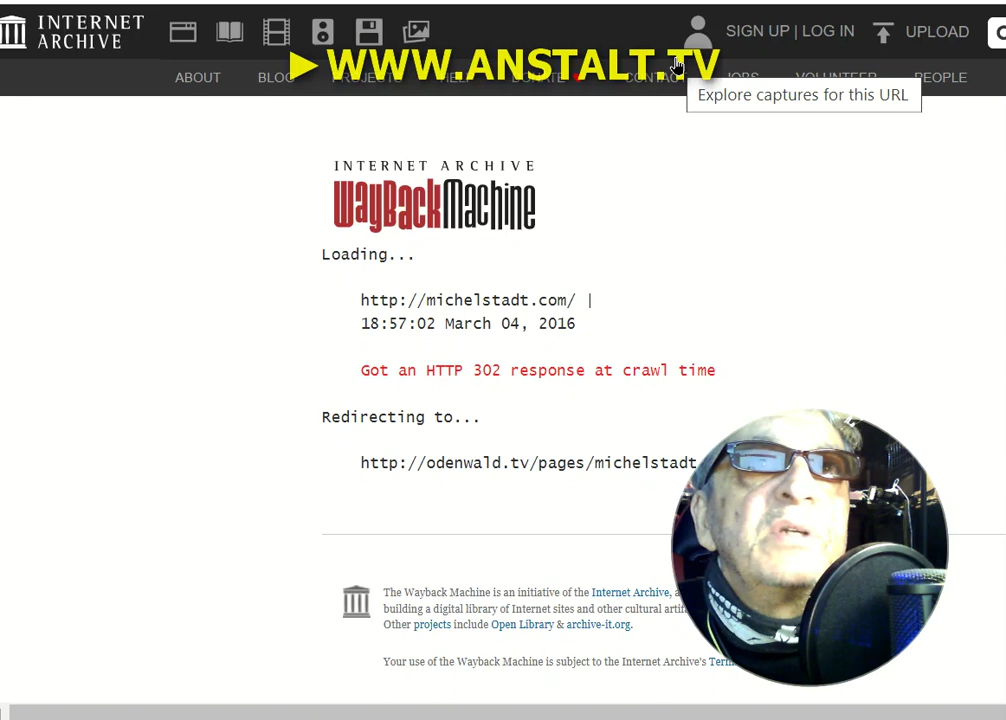 INTERNET
ARCHIVE
SIGN UP | LOG IN
UPLOAD
►WWW.ANSTALT.TV
ABOUT
BLOG
PROJECTS
HELP
DONATE
CONTACT
JOBS
VOLUNTEER
PEOPLE
Explore captures for this URL
INTERNET ARCHIVE
WayBackMachine
Loading...
http://michelstadt.com/ |
18:57:02 March 04, 2016
Got an HTTP 302 response at crawl time
Redirecting to...
http://odenwald.tv/pages/michelstadt
The Wayback Machine is an initiative of the Internet Archive,
building a digital library of Internet sites and other cultural
Other projects include Open Library & archive-it.org.
Your use of the Wayback Machine is subject to the Internet Archive's